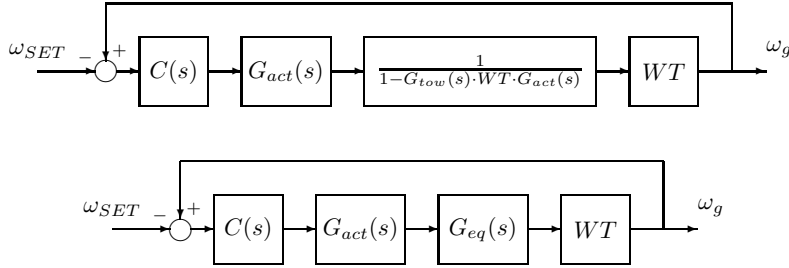 ω_SET − + C(s) G_act(s) 1/(1−G_tow(s)·WT·G_act(s)) WT ω_g
ω_SET − + C(s) G_act(s) G_eq(s) WT ω_g